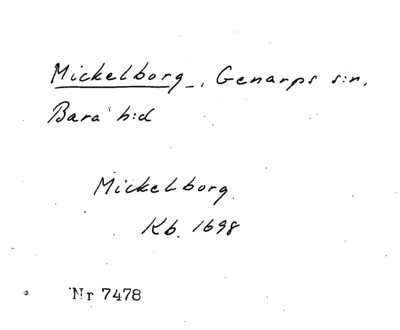 Mickelborg, Genarps s:n,
Bara h:d
Mickelborg
Kb. 1698
Nr 7478